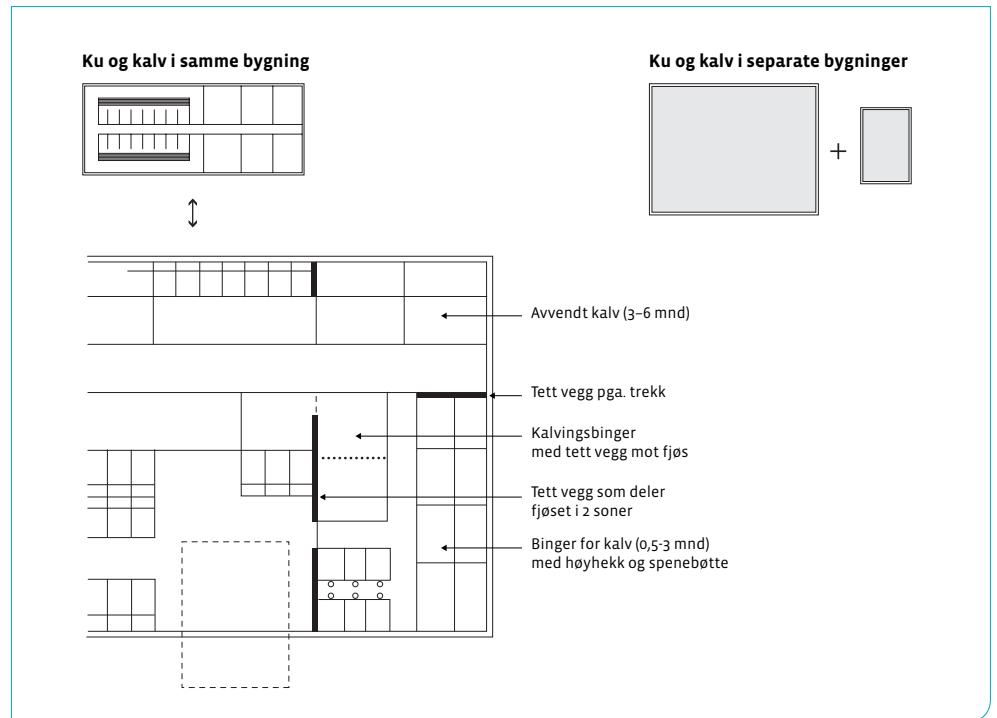 Ku og kalv i samme bygning
Ku og kalv i separate bygninger
+
Avvendt kalv (3–6 mnd)
Tett vegg pga. trekk
Kalvingsbinger
med tett vegg mot fjøs
Tett vegg som deler
fjøset i 2 soner
Binger for kalv (0,5-3 mnd)
med høyhekk og spenebøtte